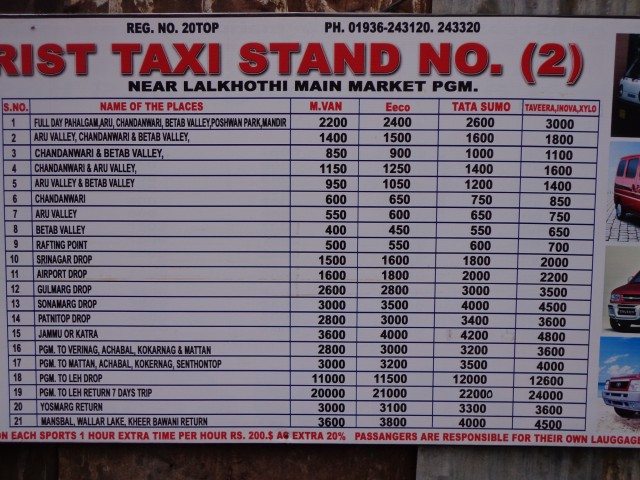 REG. NO. 20TOP PH. 01936-243120. 243320
RIST TAXI STAND NO. (2)
NEAR LALKHOTHI MAIN MARKET PGM.
S.NO. NAME OF THE PLACES M.VAN Eeco TATA SUMO TAVEERA,INOVA,XYLO
1 FULL DAY PAHALGAM,ARU, CHANDANWARI, BETAB VALLEY,POSHWAN PARK,MANDIR 2200 2400 2600 3000
2 ARU VALLEY, CHANDANWARI & BETAB VALLEY, 1400 1500 1600 1800
3 CHANDANWARI & BETAB VALLEY, 850 900 1000 1100
4 CHANDANWARI & ARU VALLEY, 1150 1250 1400 1600
5 ARU VALLEY & BETAB VALLEY 950 1050 1200 1400
6 CHANDANWARI 600 650 750 850
7 ARU VALLEY 550 600 650 750
8 BETAB VALLEY 400 450 550 650
9 RAFTING POINT 500 550 600 700
10 SRINAGAR DROP 1500 1600 1800 2000
11 AIRPORT DROP 1600 1800 2000 2200
12 GULMARG DROP 2600 2800 3000 3500
13 SONAMARG DROP 3000 3500 4000 4500
14 PATNITOP DROP 2800 3000 3400 3600
15 JAMMU OR KATRA 3600 4000 4200 4800
16 PGM. TO VERINAG, ACHABAL, KOKARNAG & MATTAN 2800 3000 3200 3600
17 PGM. TO MATTAN, ACHABAL, KOKERNAG, SENTHONTOP 3000 3200 3500 4000
18 PGM. TO LEH DROP 11000 11500 12000 12600
19 PGM. TO LEH RETURN 7 DAYS TRIP 20000 21000 22000 24000
20 YOSMARG RETURN 3000 3100 3300 3600
21 MANSBAL, WALLAR LAKE, KHEER BAWANI RETURN 3600 3800 4000 4500
ON EACH SPORTS 1 HOUR EXTRA TIME PER HOUR RS. 200.$ AC EXTRA 20% PASSENGERS ARE RESPONSIBLE FOR THEIR OWN LAUGGAGE